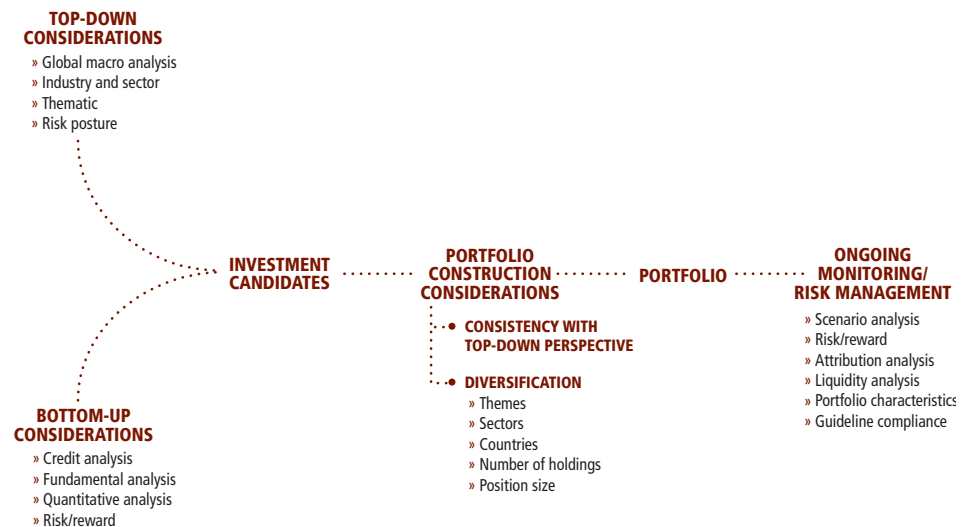 TOP-DOWN
CONSIDERATIONS
» Global macro analysis
» Industry and sector
» Thematic
» Risk posture
BOTTOM-UP
CONSIDERATIONS
» Credit analysis
» Fundamental analysis
» Quantitative analysis
» Risk/reward
INVESTMENT
CANDIDATES
PORTFOLIO
CONSTRUCTION
CONSIDERATIONS
• CONSISTENCY WITH
TOP-DOWN PERSPECTIVE
• DIVERSIFICATION
» Themes
» Sectors
» Countries
» Number of holdings
» Position size
PORTFOLIO
ONGOING
MONITORING/
RISK MANAGEMENT
» Scenario analysis
» Risk/reward
» Attribution analysis
» Liquidity analysis
» Portfolio characteristics
» Guideline compliance